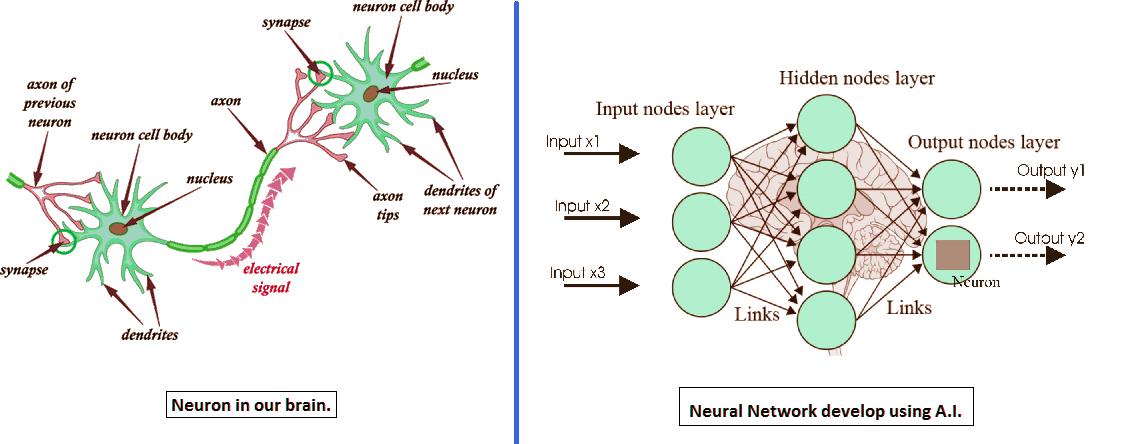 synapse
neuron cell body
nucleus
axon of
previous
neuron
axon
neuron cell body
nucleus
axon
tips
dendrites of
next neuron
synapse
electrical
signal
dendrites
Neuron in our brain.
Hidden nodes layer
Input nodes layer
Output nodes layer
Input x1
Input x2
Input x3
Output y1
Output y2
Neuron
Links
Links
Neural Network develop using A.I.